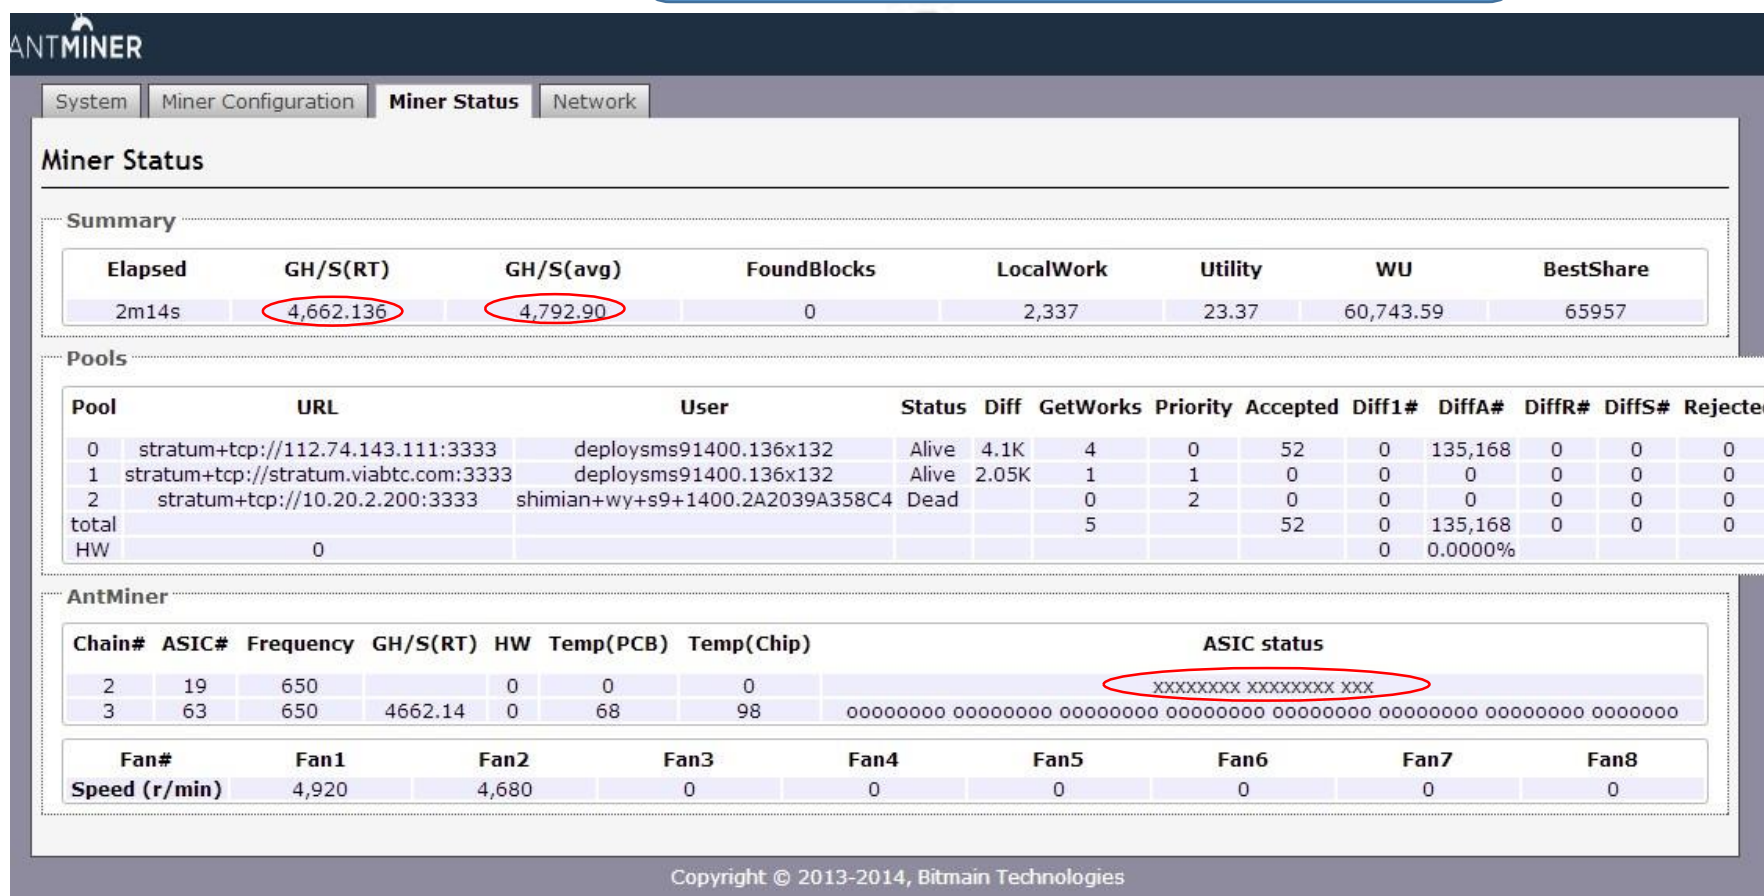 ANTMINER
System Miner Configuration Miner Status Network
Miner Status
Summary
Elapsed GH/S(RT) GH/S(avg) FoundBlocks LocalWork Utility WU BestShare
2m14s 4,662.136 4,792.90 0 2,337 23.37 60,743.59 65957
Pools
Pool URL User Status Diff GetWorks Priority Accepted Diff1# DiffA# DiffR# DiffS# Rejected
0 stratum+tcp://112.74.143.111:3333 deploysms91400.136x132 Alive 4.1K 4 0 52 0 135,168 0 0 0
1 stratum+tcp://stratum.viabtc.com:3333 deploysms91400.136x132 Alive 2.05K 1 1 0 0 0 0 0 0
2 stratum+tcp://10.20.2.200:3333 shimian+wy+s9+1400.2A2039A358C4 Dead 0 2 0 0 0 0 0 0
total 5 52 0 135,168 0 0 0
HW 0 0 0.0000%
AntMiner
Chain# ASIC# Frequency GH/S(RT) HW Temp(PCB) Temp(Chip) ASIC status
2 19 650 0 0 0 xxxxxxxx xxxxxxxx xxx
3 63 650 4662.14 0 68 98 oooooooo oooooooo oooooooo oooooooo oooooooo oooooooo oooooooo ooooooo
Fan# Fan1 Fan2 Fan3 Fan4 Fan5 Fan6 Fan7 Fan8
Speed (r/min) 4,920 4,680 0 0 0 0 0 0
Copyright © 2013-2014, Bitmain Technologies